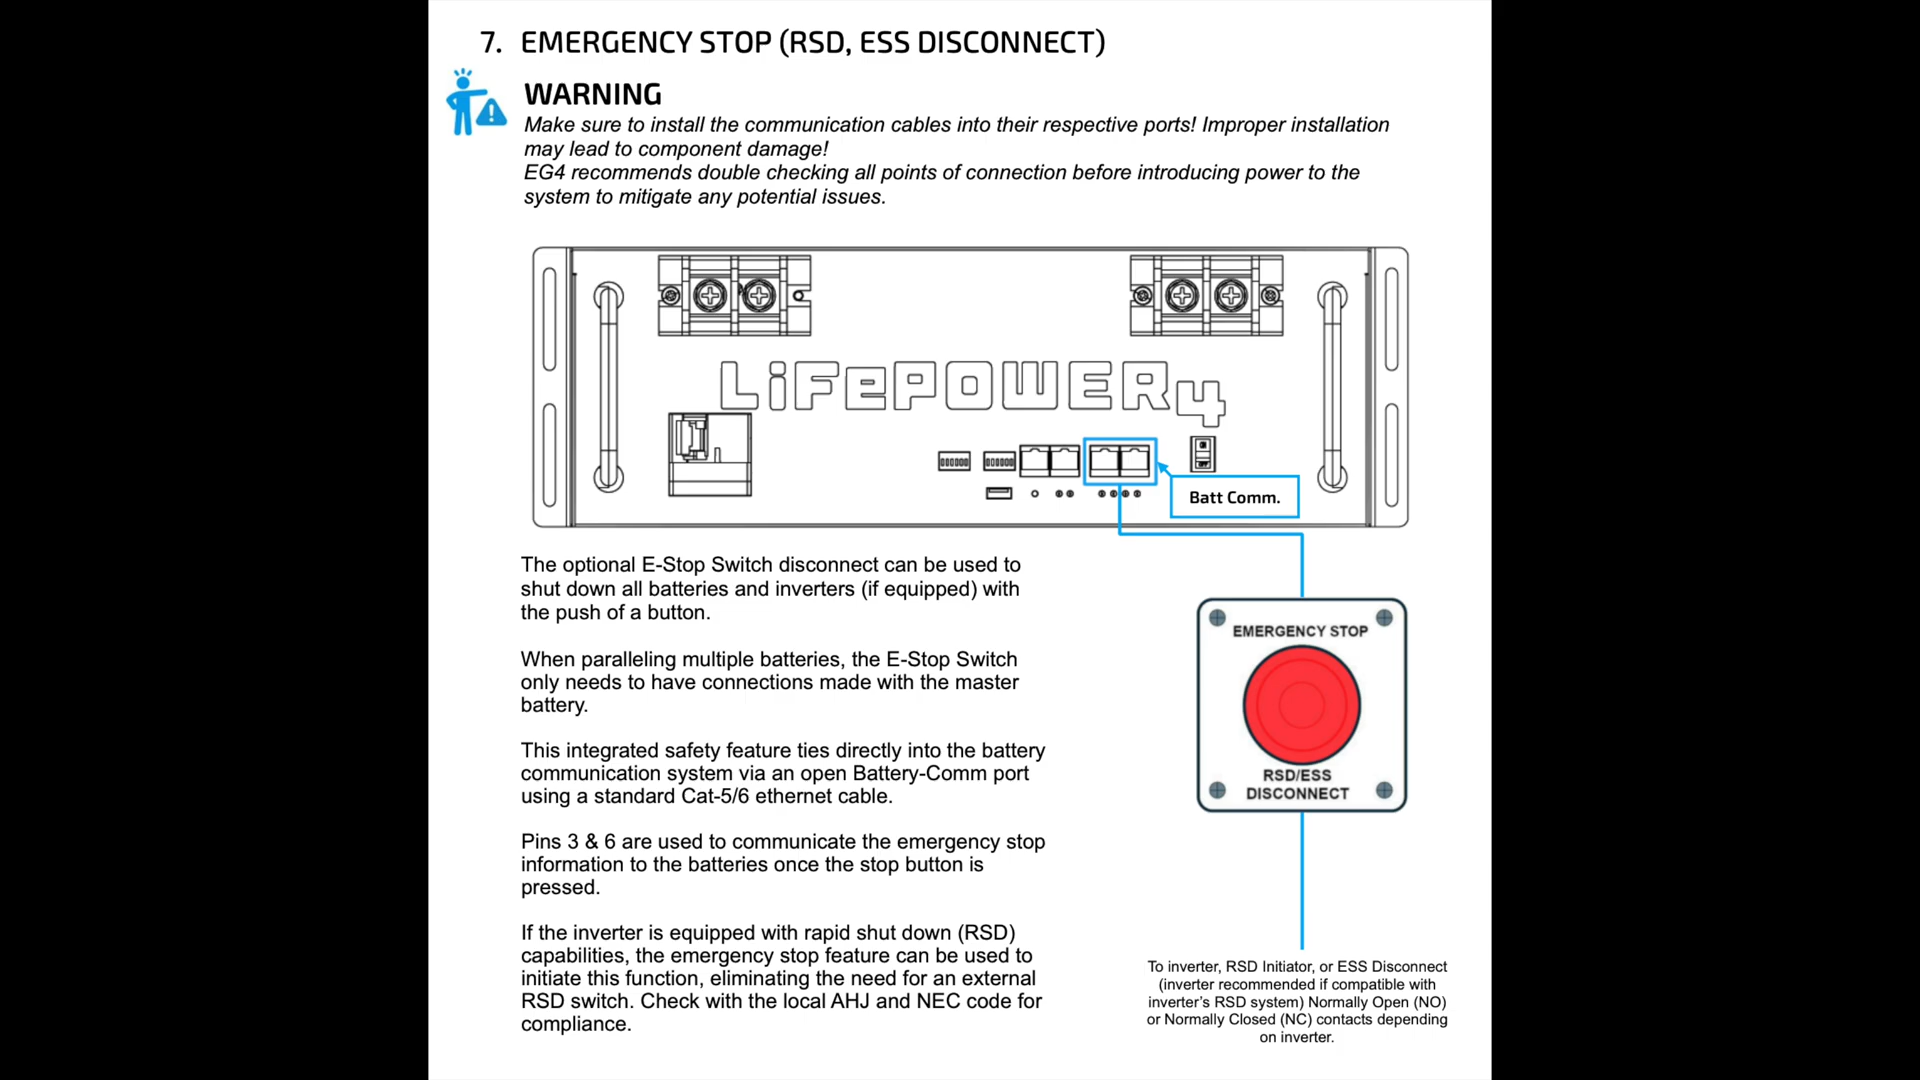 7. EMERGENCY STOP (RSD, ESS DISCONNECT)
WARNING
Make sure to install the communication cables into their respective ports! Improper installation
may lead to component damage!
EG4 recommends double checking all points of connection before introducing power to the
system to mitigate any potential issues.
LiFePOWER4
Batt Comm.
The optional E-Stop Switch disconnect can be used to
shut down all batteries and inverters (if equipped) with
the push of a button.
When paralleling multiple batteries, the E-Stop Switch
only needs to have connections made with the master
battery.
This integrated safety feature ties directly into the battery
communication system via an open Battery-Comm port
using a standard Cat-5/6 ethernet cable.
Pins 3 & 6 are used to communicate the emergency stop
information to the batteries once the stop button is
pressed.
If the inverter is equipped with rapid shut down (RSD)
capabilities, the emergency stop feature can be used to
initiate this function, eliminating the need for an external
RSD switch. Check with the local AHJ and NEC code for
compliance.
EMERGENCY STOP
RSD/ESS
DISCONNECT
To inverter, RSD Initiator, or ESS Disconnect
(inverter recommended if compatible with
inverter's RSD system) Normally Open (NO)
or Normally Closed (NC) contacts depending
on inverter.